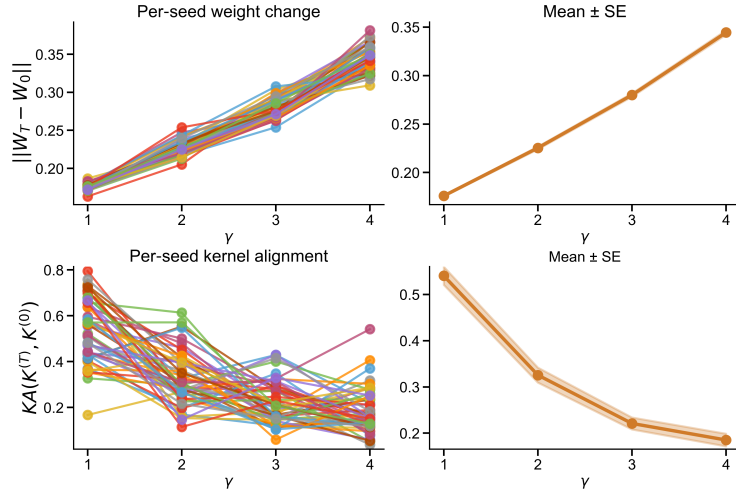 Per-seed weight change
||W_T − W_0||
0.35
0.30
0.25
0.20
1 2 3 4
γ
Mean ± SE
0.35
0.30
0.25
0.20
1 2 3 4
γ
Per-seed kernel alignment
KA(K^(T), K^(0))
0.8
0.6
0.4
0.2
1 2 3 4
γ
Mean ± SE
0.5
0.4
0.3
0.2
1 2 3 4
γ